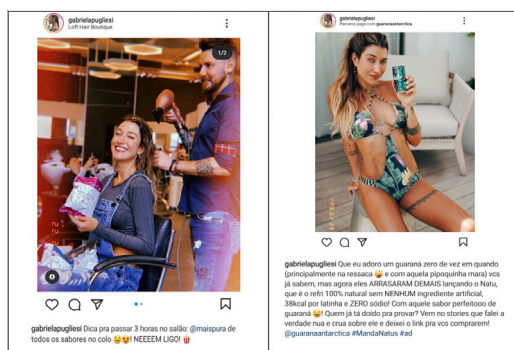 gabrielapugliesi
Loft Hair Boutique
1/2
gabrielapugliesi Dica pra passar 3 horas no salão: @maispura de
todos os sabores no colo 😄😍! NEEEEM LIGO! 🍿
gabrielapugliesi
Parceria paga com guaranaantarctica
gabrielapugliesi Que eu adoro um guaraná zero de vez em quando
(principalmente na ressaca 😜 e com aquela pipoquinha mara) vcs
já sabem, mas agora eles ARRASARAM DEMAIS lançando o Natu,
que é o refri 100% natural sem NENHUM ingrediente artificial,
38kcal por latinha e ZERO sódio! Com aquele sabor perfeitooo de
guaraná 😄! Quem já tá doido pra provar? Vem no stories que falei a
verdade nua e crua sobre ele e deixei o link pra vcs comprarem!
@guaranaantarctica #MandaNatus #ad